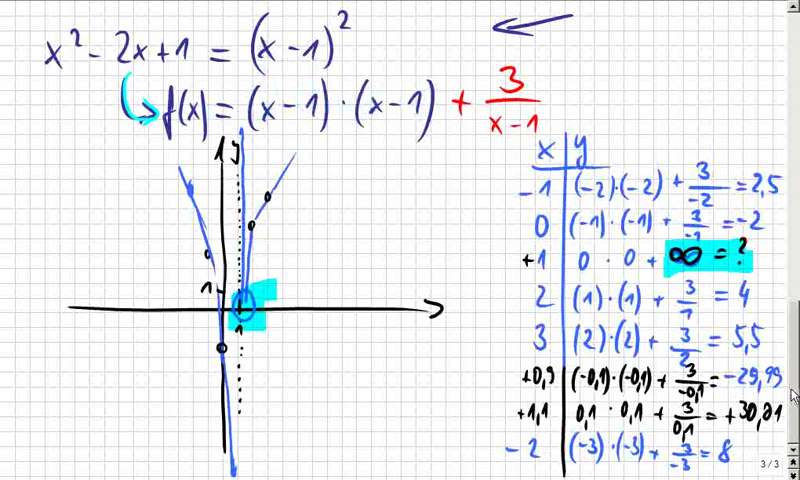 x² - 2x + 1 = (x - 1)²
f(x) = (x - 1) · (x - 1) + 3/(x - 1)
y
1
1
x | y
-1 | (-2)·(-2) + 3/-2 = 2,5
0 | (-1)·(-1) + 3/-1 = -2
+1 | 0 · 0 + ∞ = ?
2 | (1)·(1) + 3/1 = 4
3 | (2)·(2) + 3/2 = 5,5
+0,9 | (-0,1)·(-0,1) + 3/-0,1 = -29,99
+1,1 | 0,1 · 0,1 + 3/0,1 = +30,01
-2 | (-3)·(-3) + 3/-3 = 8
3/3